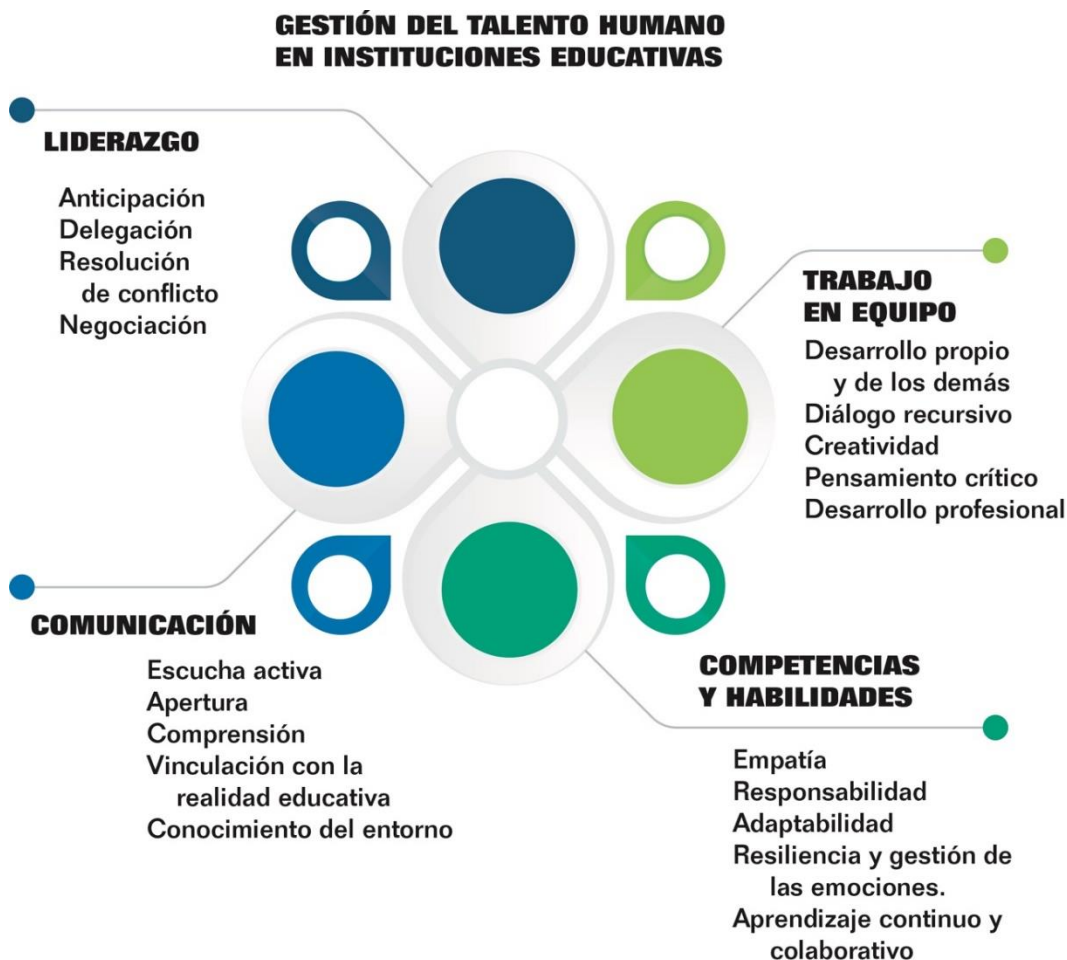 GESTIÓN DEL TALENTO HUMANO
EN INSTITUCIONES EDUCATIVAS
LIDERAZGO
Anticipación
Delegación
Resolución
de conflicto
Negociación
TRABAJO
EN EQUIPO
Desarrollo propio
y de los demás
Diálogo recursivo
Creatividad
Pensamiento crítico
Desarrollo profesional
COMUNICACIÓN
Escucha activa
Apertura
Comprensión
Vinculación con la
realidad educativa
Conocimiento del entorno
COMPETENCIAS
Y HABILIDADES
Empatía
Responsabilidad
Adaptabilidad
Resiliencia y gestión de
las emociones.
Aprendizaje continuo y
colaborativo